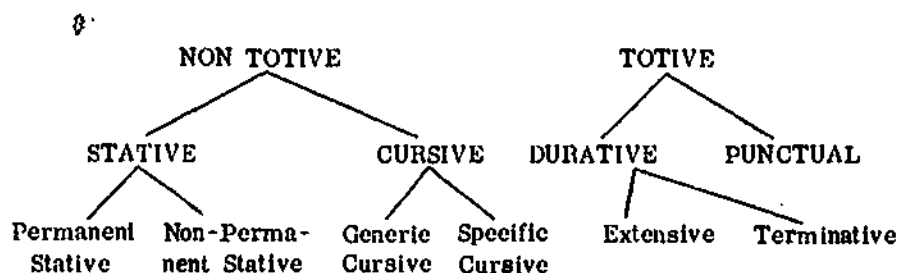 NON TOTIVE TOTIVE
STATIVE CURSIVE DURATIVE PUNCTUAL
Permanent Non-Perma- Generic Specific Extensive Terminative
Stative nent Stative Cursive Cursive